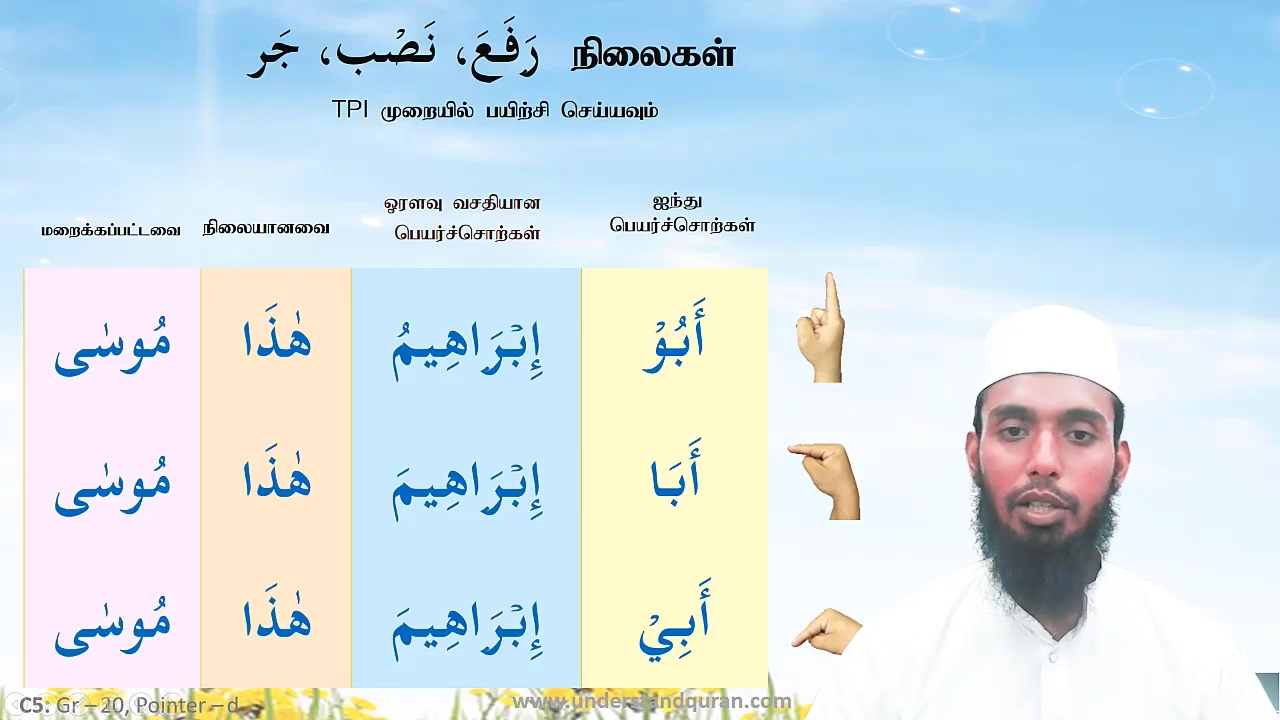 رَفَعَ، نَصْب، جَر நிலைகள்
TPI முறையில் பயிற்சி செய்யவும்
ஐந்து பெயர்ச்சொற்கள்
ஓரளவு வசதியான பெயர்ச்சொற்கள்
நிலையானவை
மறைக்கப்பட்டவை
أَبُوْ إِبْرَاهِيمُ هٰذَا مُوسٰى
أَبَا إِبْرَاهِيمَ هٰذَا مُوسٰى
أَبِيْ إِبْرَاهِيمَ هٰذَا مُوسٰى
C5: Gr – 20, Pointer – d
www.understandquran.com